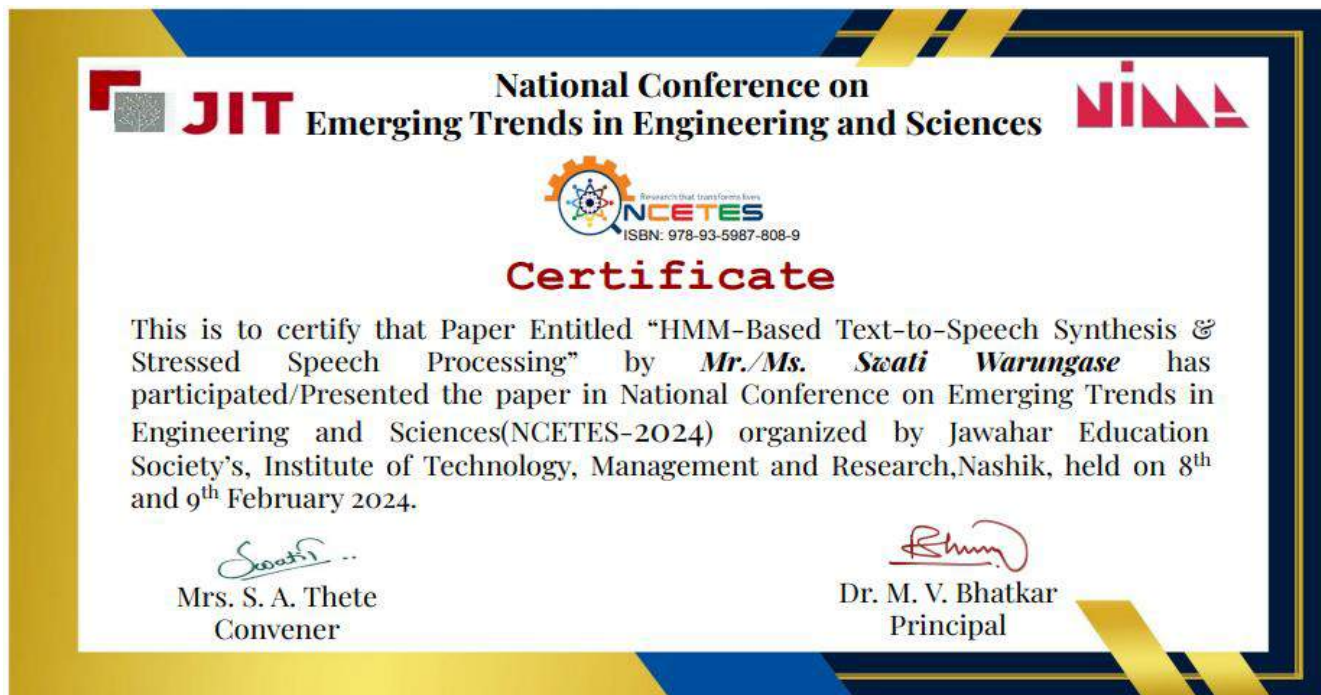 JIT
National Conference on
Emerging Trends in Engineering and Sciences
NIMA
Research that transforms lives
NCETES
ISBN: 978-93-5987-808-9
Certificate
This is to certify that Paper Entitled “HMM-Based Text-to-Speech Synthesis &
Stressed Speech Processing” by Mr./Ms. Swati Warungase has
participated/Presented the paper in National Conference on Emerging Trends in
Engineering and Sciences(NCETES-2024) organized by Jawahar Education
Society’s, Institute of Technology, Management and Research,Nashik, held on 8th
and 9th February 2024.
Swati
Mrs. S. A. Thete
Convener
Dr. M. V. Bhatkar
Principal